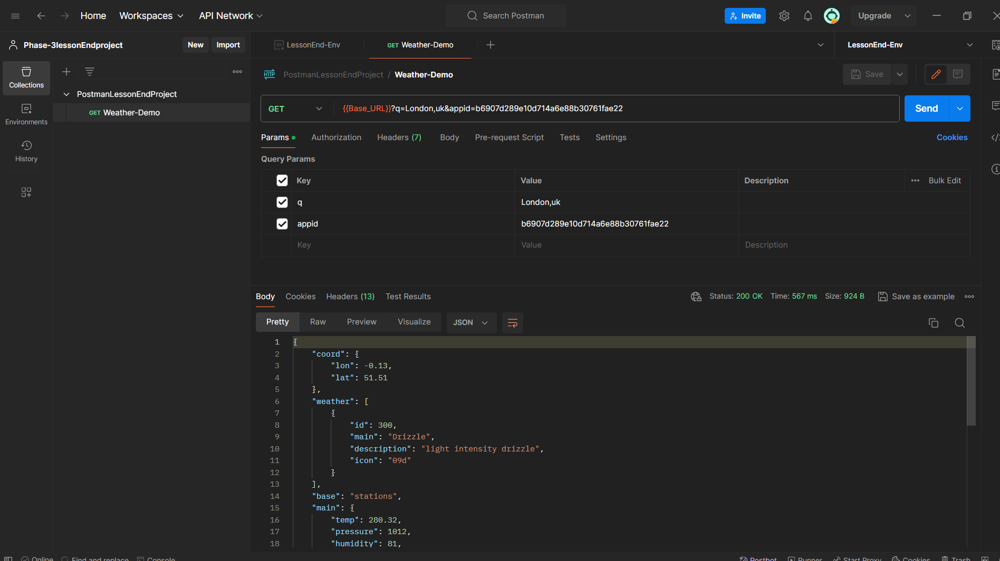 Home Workspaces API Network Search Postman Invite Upgrade
Phase-3lessonEndproject New Import LessonEnd-Env GET Weather-Demo LessonEnd-Env
Collections
Environments
History
PostmanLessonEndProject
GET Weather-Demo
HTTP PostmanLessonEndProject / Weather-Demo Save
GET {{Base_URL}}?q=London,uk&appid=b6907d289e10d714a6e88b30761fae22 Send
Params Authorization Headers (7) Body Pre-request Script Tests Settings Cookies
Query Params
Key Value Description Bulk Edit
q London,uk
appid b6907d289e10d714a6e88b30761fae22
Key Value Description
Body Cookies Headers (13) Test Results Status: 200 OK Time: 567 ms Size: 924 B Save as example
Pretty Raw Preview Visualize JSON
1 {
2 "coord": {
3 "lon": -0.13,
4 "lat": 51.51
5 },
6 "weather": [
7 {
8 "id": 300,
9 "main": "Drizzle",
10 "description": "light intensity drizzle",
11 "icon": "09d"
12 }
13 ],
14 "base": "stations",
15 "main": {
16 "temp": 280.32,
17 "pressure": 1012,
18 "humidity": 81,
Online Find and replace Console Postbot Runner Start Proxy Cookies Trash